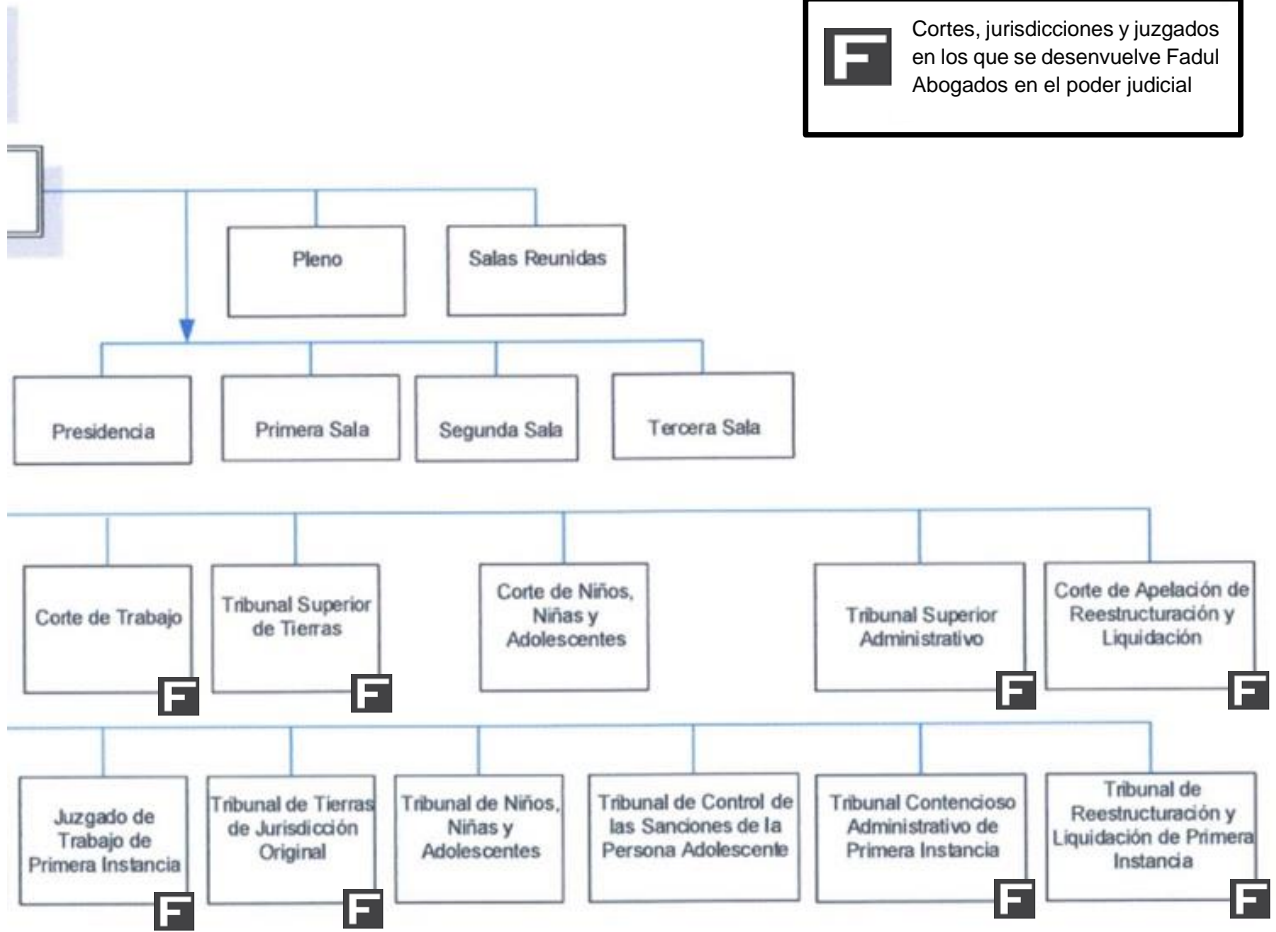 F
Cortes, jurisdicciones y juzgados
en los que se desenvuelve Fadul
Abogados en el poder judicial
Pleno
Salas Reunidas
Presidencia
Primera Sala
Segunda Sala
Tercera Sala
Corte de Trabajo
F
Tribunal Superior
de Tierras
F
Corte de Niños,
Niñas y
Adolescentes
Tribunal Superior
Administrativo
F
Corte de Apelación de
Reestructuración y
Liquidación
F
Juzgado de
Trabajo de
Primera Instancia
F
Tribunal de Tierras
de Jurisdicción
Original
F
Tribunal de Niños,
Niñas y
Adolescentes
Tribunal de Control de
las Sanciones de la
Persona Adolescente
Tribunal Contencioso
Administrativo de
Primera Instancia
F
Tribunal de
Reestructuración y
Liquidación de Primera
Instancia
F